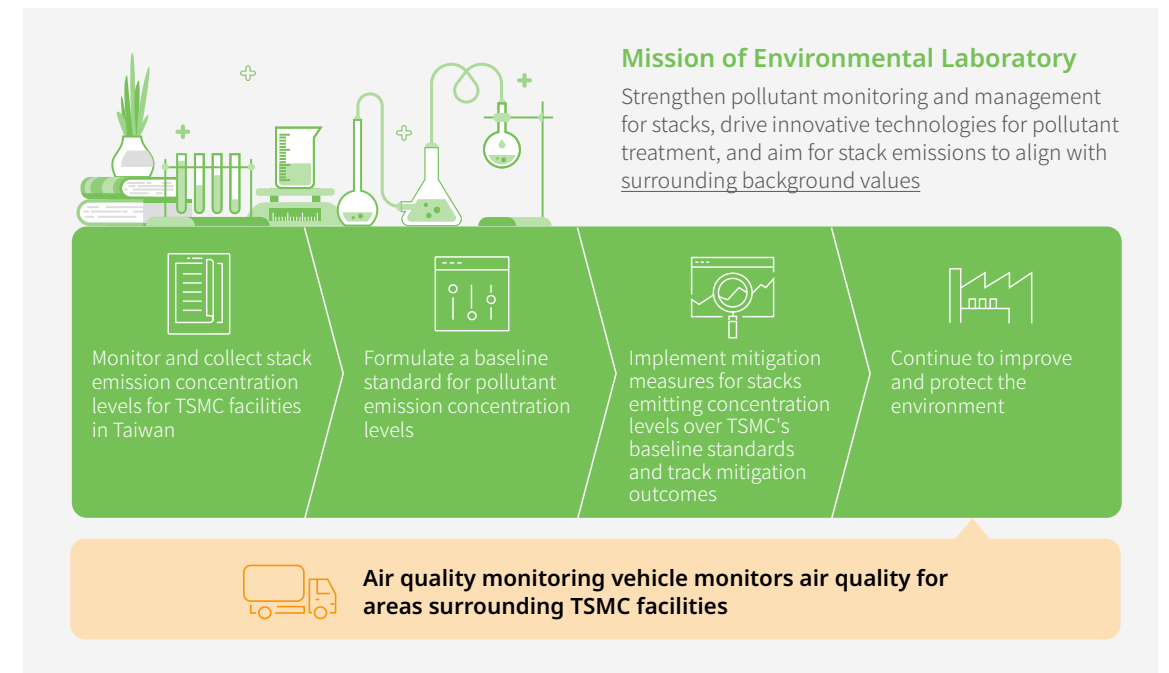 Mission of Environmental Laboratory
Strengthen pollutant monitoring and management
for stacks, drive innovative technologies for pollutant
treatment, and aim for stack emissions to align with
surrounding background values
Monitor and collect stack
emission concentration
levels for TSMC facilities
in Taiwan
Formulate a baseline
standard for pollutant
emission concentration
levels
Implement mitigation
measures for stacks
emitting concentration
levels over TSMC's
baseline standards
and track mitigation
outcomes
Continue to improve
and protect the
environment
Air quality monitoring vehicle monitors air quality for
areas surrounding TSMC facilities